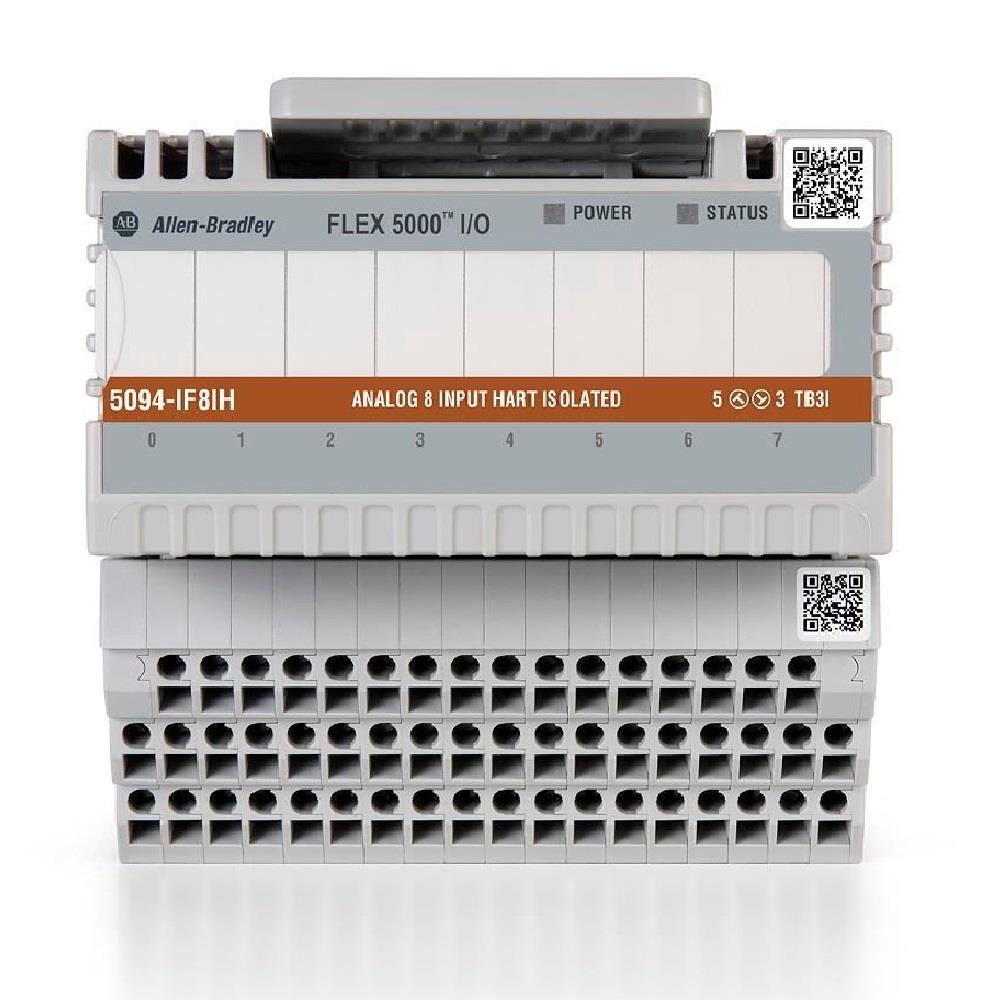 AB Allen-Bradley FLEX 5000™ I/O POWER STATUS
5094-IF8IH ANALOG 8 INPUT HART ISOLATED 5 3 TB3I
0 1 2 3 4 5 6 7